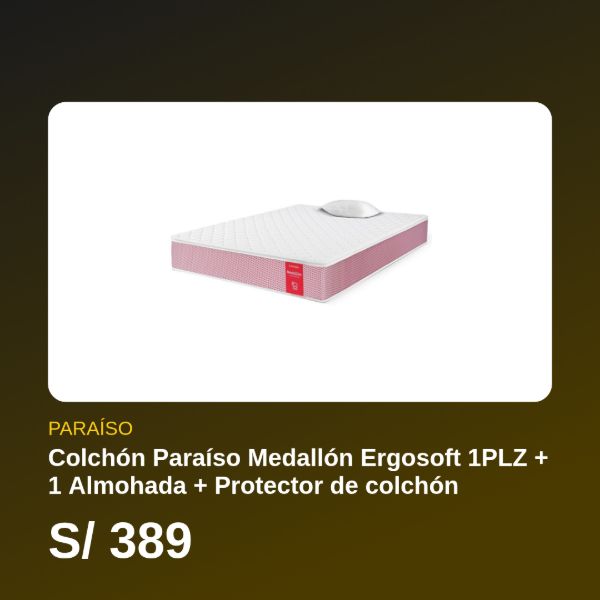 PARAÍSO
Colchón Paraíso Medallón Ergosoft 1PLZ +
1 Almohada + Protector de colchón
S/ 389